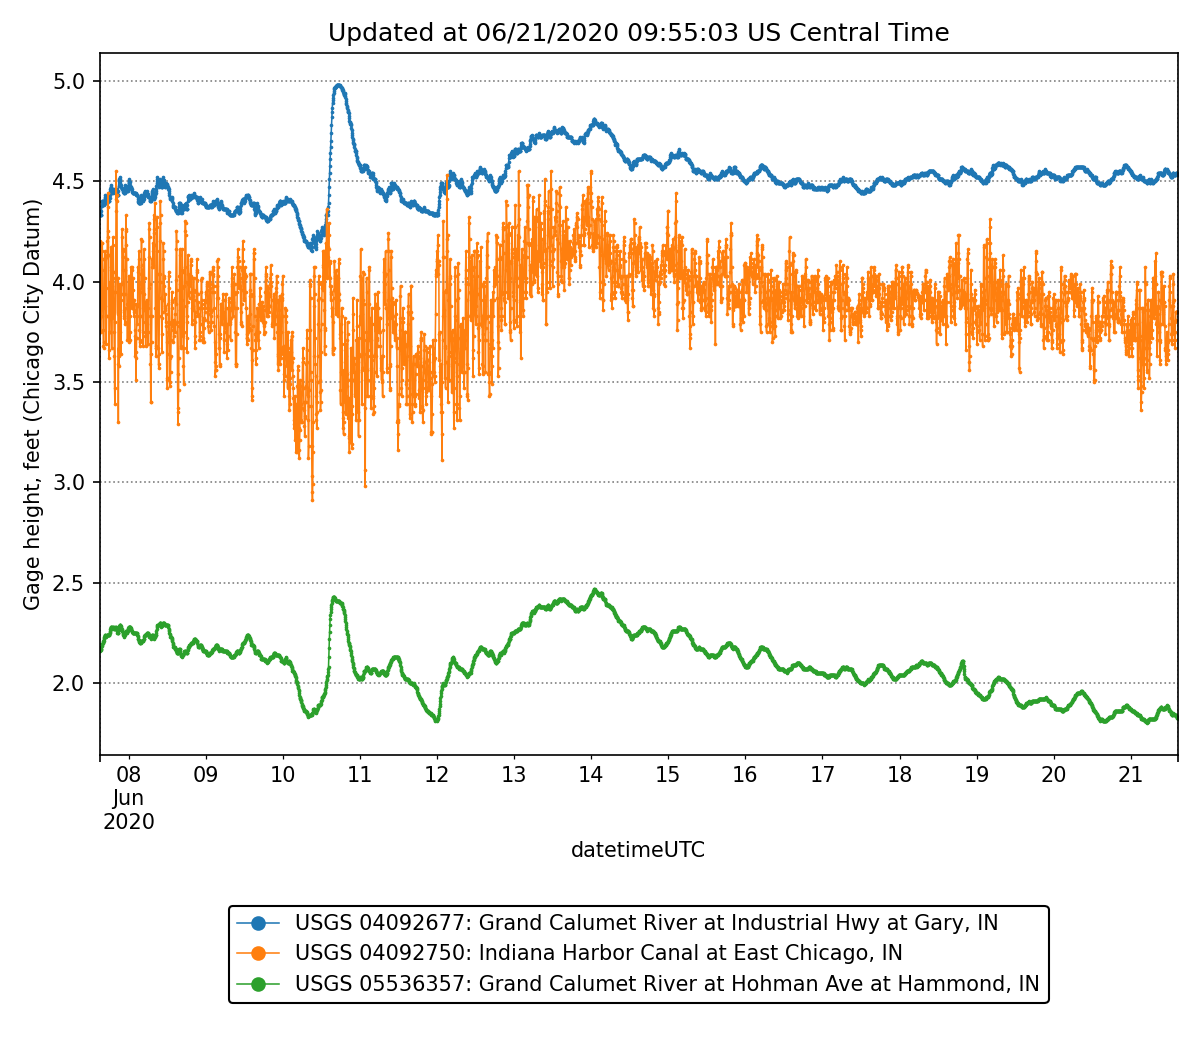 Updated at 06/21/2020 09:55:03 US Central Time
Gage height, feet (Chicago City Datum)
5.0
4.5
4.0
3.5
3.0
2.5
2.0
08 09 10 11 12 13 14 15 16 17 18 19 20 21
Jun
2020
datetimeUTC
USGS 04092677: Grand Calumet River at Industrial Hwy at Gary, IN
USGS 04092750: Indiana Harbor Canal at East Chicago, IN
USGS 05536357: Grand Calumet River at Hohman Ave at Hammond, IN